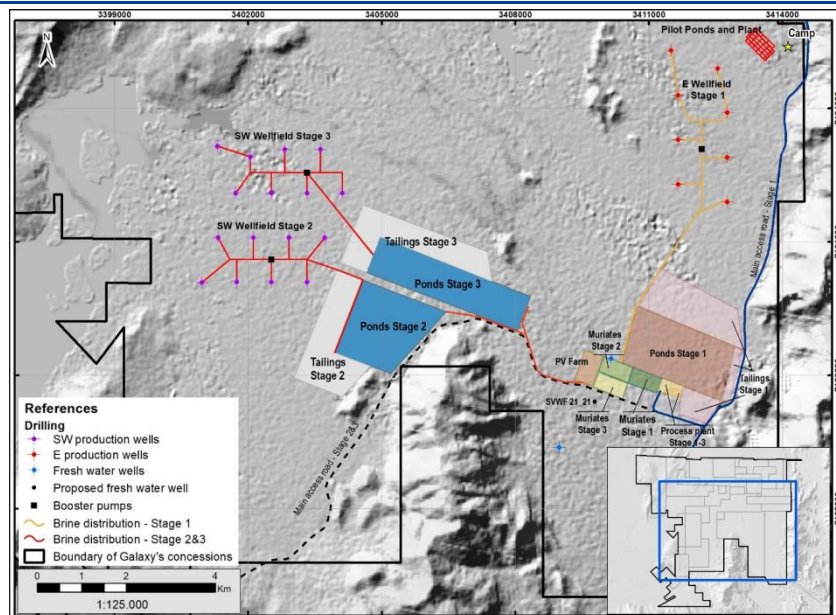 3399000
3402000
3405000
3408000
3411000
3414000
N
Pilot Ponds and Plant
Camp
E Wellfield
Stage 1
SW Wellfield Stage 3
SW Wellfield Stage 2
Tailings Stage 3
Ponds Stage 3
Ponds Stage 2
Tailings
Stage 2
Main access road - Stage 1
Main access road - Stage 2&3
Muriates
Stage 2
PV Farm
Ponds Stage 1
Tailings
Stage 1
SVWF 21_21
Muriates
Stage 3
Muriates
Stage 1
Process plant
Stage 1-3
References
Drilling
SW production wells
E production wells
Fresh water wells
Proposed fresh water well
Booster pumps
Brine distribution - Stage 1
Brine distribution - Stage 2&3
Boundary of Galaxy's concessions
0 1 2 4
Km
1:125.000